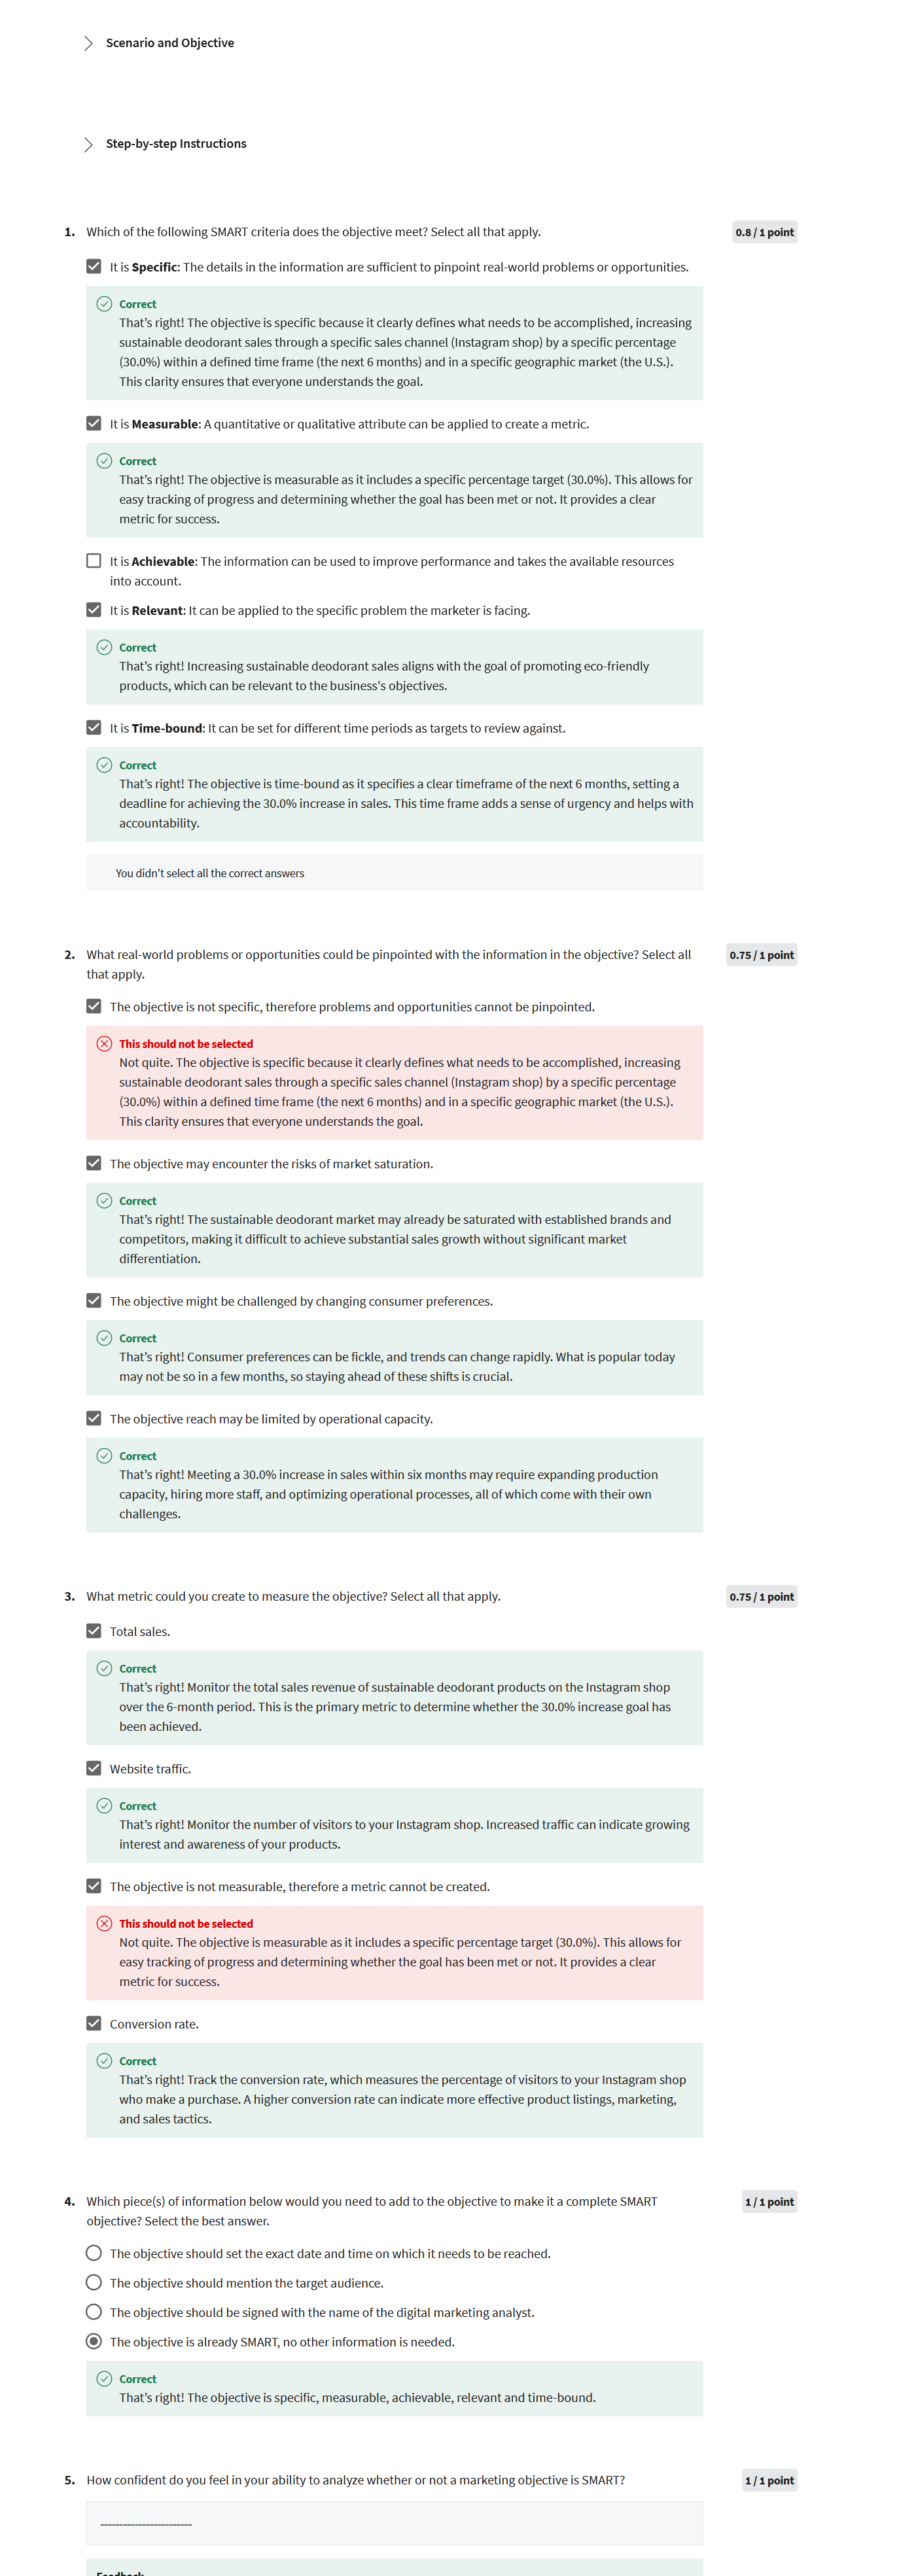 Scenario and Objective
Step-by-step Instructions
1. Which of the following SMART criteria does the objective meet? Select all that apply.
0.8 / 1 point
It is Specific: The details in the information are sufficient to pinpoint real-world problems or opportunities.
Correct
That’s right! The objective is specific because it clearly defines what needs to be accomplished, increasing
sustainable deodorant sales through a specific sales channel (Instagram shop) by a specific percentage
(30.0%) within a defined time frame (the next 6 months) and in a specific geographic market (the U.S.).
This clarity ensures that everyone understands the goal.
It is Measurable: A quantitative or qualitative attribute can be applied to create a metric.
Correct
That’s right! The objective is measurable as it includes a specific percentage target (30.0%). This allows for
easy tracking of progress and determining whether the goal has been met or not. It provides a clear
metric for success.
It is Achievable: The information can be used to improve performance and takes the available resources
into account.
It is Relevant: It can be applied to the specific problem the marketer is facing.
Correct
That’s right! Increasing sustainable deodorant sales aligns with the goal of promoting eco-friendly
products, which can be relevant to the business's objectives.
It is Time-bound: It can be set for different time periods as targets to review against.
Correct
That’s right! The objective is time-bound as it specifies a clear timeframe of the next 6 months, setting a
deadline for achieving the 30.0% increase in sales. This time frame adds a sense of urgency and helps with
accountability.
You didn't select all the correct answers
2. What real-world problems or opportunities could be pinpointed with the information in the objective? Select all
that apply.
0.75 / 1 point
The objective is not specific, therefore problems and opportunities cannot be pinpointed.
This should not be selected
Not quite. The objective is specific because it clearly defines what needs to be accomplished, increasing
sustainable deodorant sales through a specific sales channel (Instagram shop) by a specific percentage
(30.0%) within a defined time frame (the next 6 months) and in a specific geographic market (the U.S.).
This clarity ensures that everyone understands the goal.
The objective may encounter the risks of market saturation.
Correct
That’s right! The sustainable deodorant market may already be saturated with established brands and
competitors, making it difficult to achieve substantial sales growth without significant market
differentiation.
The objective might be challenged by changing consumer preferences.
Correct
That’s right! Consumer preferences can be fickle, and trends can change rapidly. What is popular today
may not be so in a few months, so staying ahead of these shifts is crucial.
The objective reach may be limited by operational capacity.
Correct
That’s right! Meeting a 30.0% increase in sales within six months may require expanding production
capacity, hiring more staff, and optimizing operational processes, all of which come with their own
challenges.
3. What metric could you create to measure the objective? Select all that apply.
0.75 / 1 point
Total sales.
Correct
That’s right! Monitor the total sales revenue of sustainable deodorant products on the Instagram shop
over the 6-month period. This is the primary metric to determine whether the 30.0% increase goal has
been achieved.
Website traffic.
Correct
That’s right! Monitor the number of visitors to your Instagram shop. Increased traffic can indicate growing
interest and awareness of your products.
The objective is not measurable, therefore a metric cannot be created.
This should not be selected
Not quite. The objective is measurable as it includes a specific percentage target (30.0%). This allows for
easy tracking of progress and determining whether the goal has been met or not. It provides a clear
metric for success.
Conversion rate.
Correct
That’s right! Track the conversion rate, which measures the percentage of visitors to your Instagram shop
who make a purchase. A higher conversion rate can indicate more effective product listings, marketing,
and sales tactics.
4. Which piece(s) of information below would you need to add to the objective to make it a complete SMART
objective? Select the best answer.
1 / 1 point
The objective should set the exact date and time on which it needs to be reached.
The objective should mention the target audience.
The objective should be signed with the name of the digital marketing analyst.
The objective is already SMART, no other information is needed.
Correct
That’s right! The objective is specific, measurable, achievable, relevant and time-bound.
5. How confident do you feel in your ability to analyze whether or not a marketing objective is SMART?
1 / 1 point
------------------------